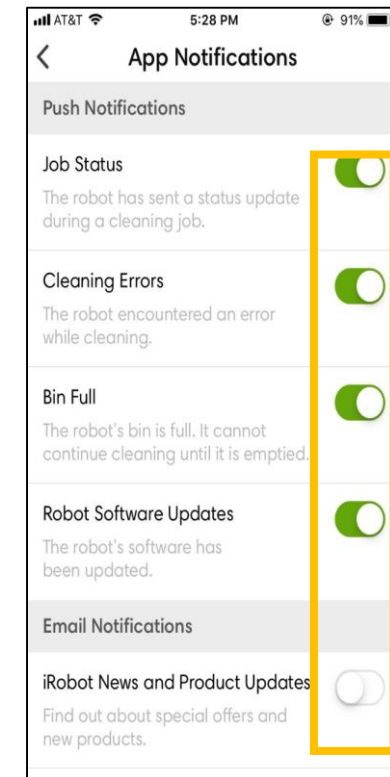 AT&T 5:28 PM 91%
App Notifications
Push Notifications
Job Status
The robot has sent a status update
during a cleaning job.
Cleaning Errors
The robot encountered an error
while cleaning.
Bin Full
The robot's bin is full. It cannot
continue cleaning until it is emptied.
Robot Software Updates
The robot's software has
been updated.
Email Notifications
iRobot News and Product Updates
Find out about special offers and
new products.